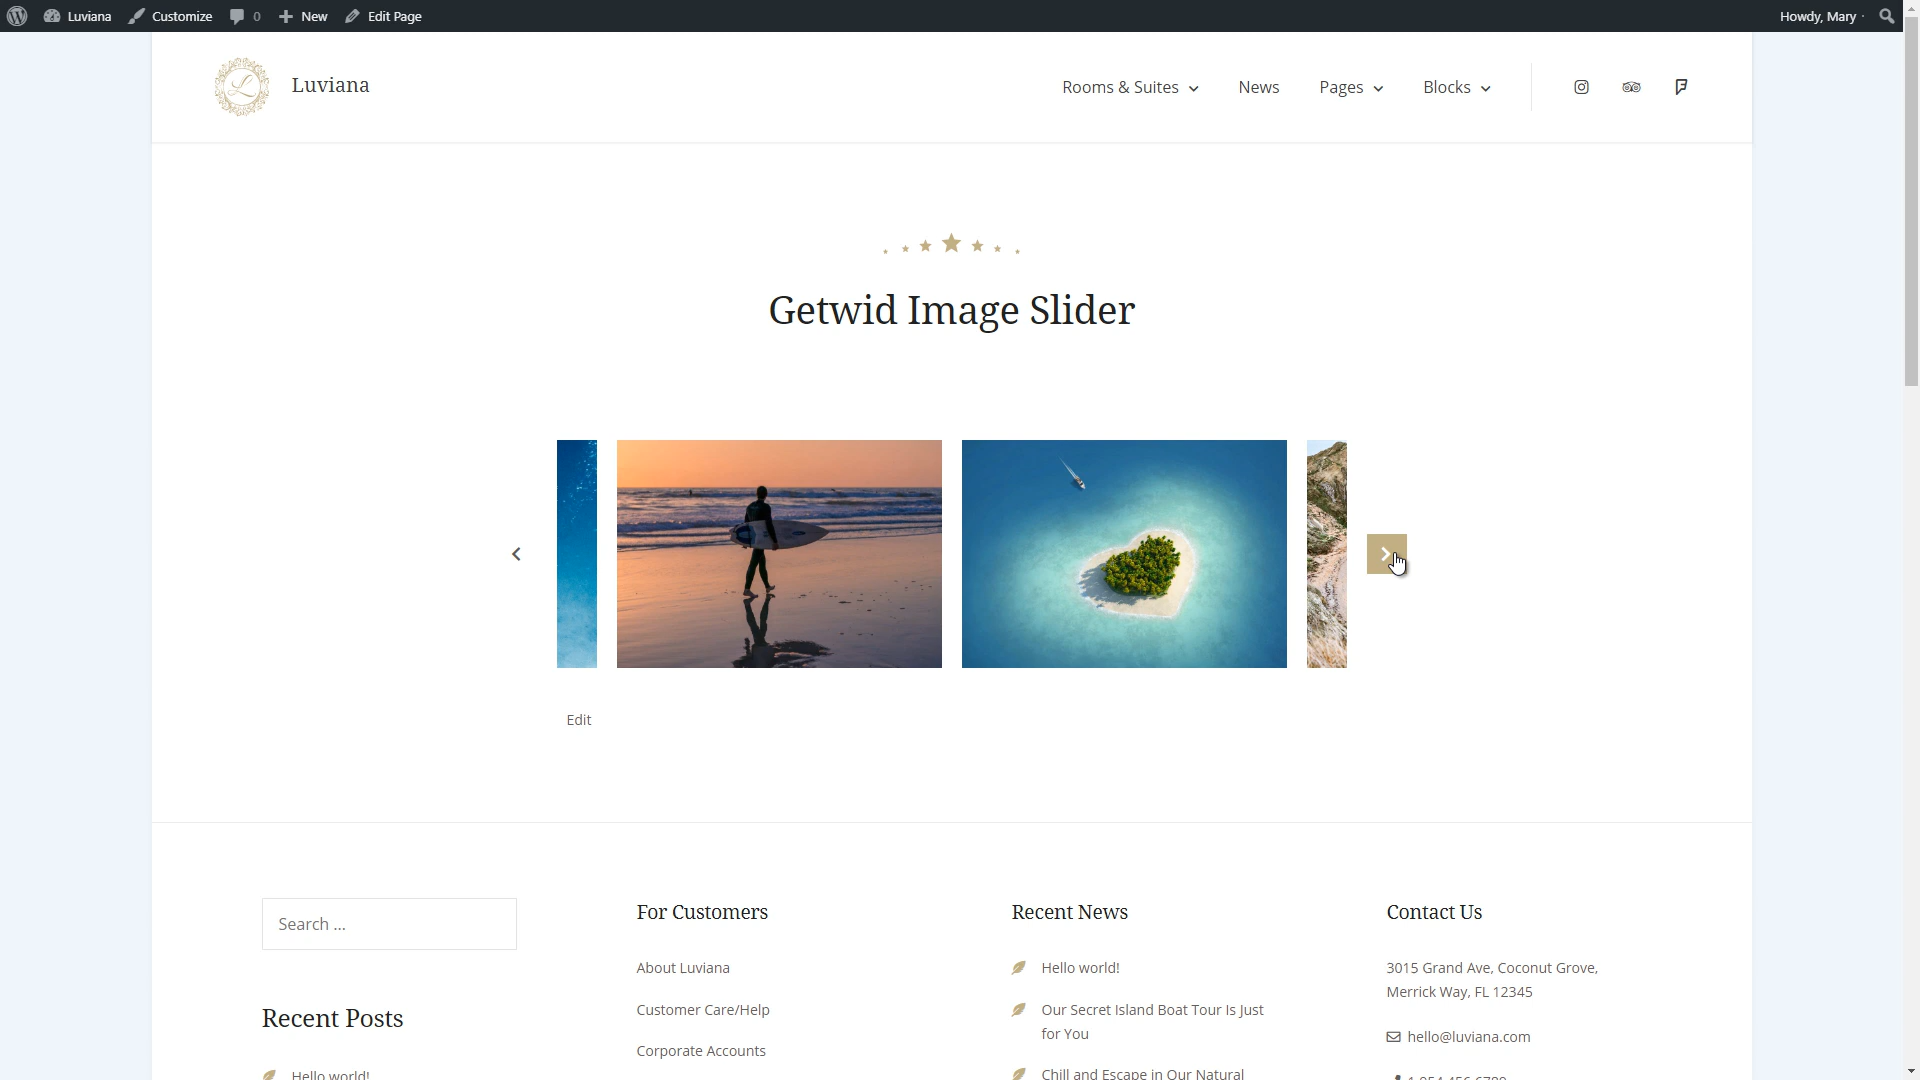 Luviana
Customize
0
New
Edit Page
Howdy, Mary
Luviana
Rooms & Suites
News
Pages
Blocks
Getwid Image Slider
Edit
Search ...
Recent Posts
Hello world!
For Customers
About Luviana
Customer Care/Help
Corporate Accounts
Recent News
Hello world!
Our Secret Island Boat Tour Is Just
for You
Chill and Escape in Our Natural
Contact Us
3015 Grand Ave, Coconut Grove,
Merrick Way, FL 12345
hello@luviana.com